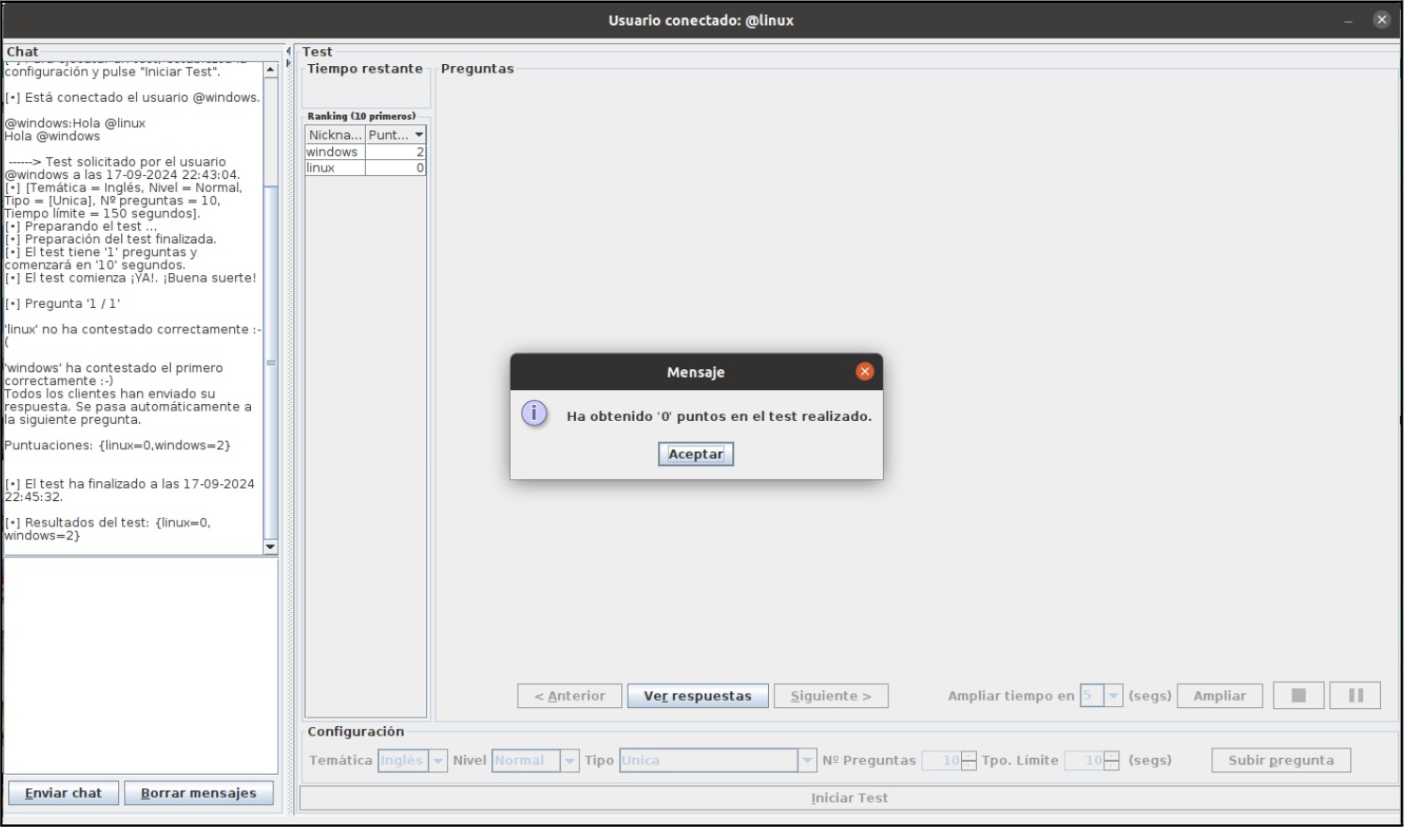 Usuario conectado: @linux
Chat
configuración y pulse "Iniciar Test".
[•] Está conectado el usuario @windows.
@windows:Hola @linux
Hola @windows
------> Test solicitado por el usuario
@windows a las 17-09-2024 22:43:04.
[•] [Temática = Inglés, Nivel = Normal,
Tipo = [Unica], Nº preguntas = 10,
Tiempo límite = 150 segundos].
[•] Preparando el test ...
[•] Preparación del test finalizada.
[•] El test tiene '1' preguntas y
comenzará en '10' segundos.
[•] El test comienza ¡YA!. ¡Buena suerte!
[•] Pregunta '1 / 1'
'linux' no ha contestado correctamente :-
(
'windows' ha contestado el primero
correctamente :-)
Todos los clientes han enviado su
respuesta. Se pasa automáticamente a
la siguiente pregunta.
Puntuaciones: {linux=0,windows=2}
[•] El test ha finalizado a las 17-09-2024
22:45:32.
[•] Resultados del test: {linux=0,
windows=2}
Enviar chat
Borrar mensajes
Test
Tiempo restante
Ranking (10 primeros)
Nickna... Punt...
windows 2
linux 0
Preguntas
Mensaje
Ha obtenido '0' puntos en el test realizado.
Aceptar
< Anterior
Ver respuestas
Siguiente >
Ampliar tiempo en 5 (segs) Ampliar
Configuración
Temática Inglés Nivel Normal Tipo Unica Nº Preguntas 10 Tpo. Límite 10 (segs) Subir pregunta
Iniciar Test